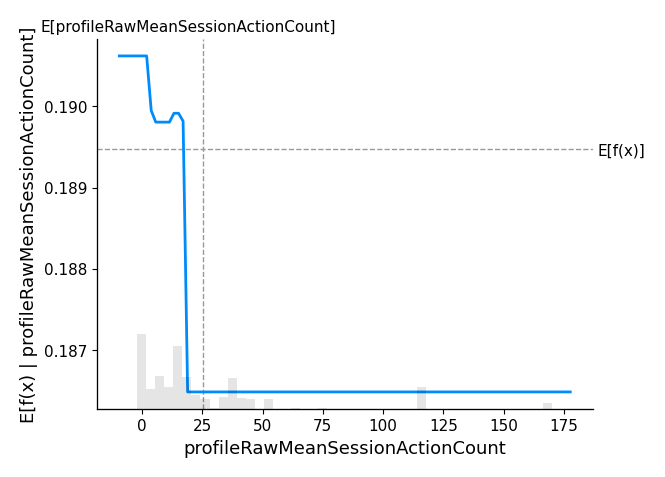 E[profileRawMeanSessionActionCount]
E[f(x) | profileRawMeanSessionActionCount]
0.190
0.189
0.188
0.187
E[f(x)]
0 25 50 75 100 125 150 175
profileRawMeanSessionActionCount